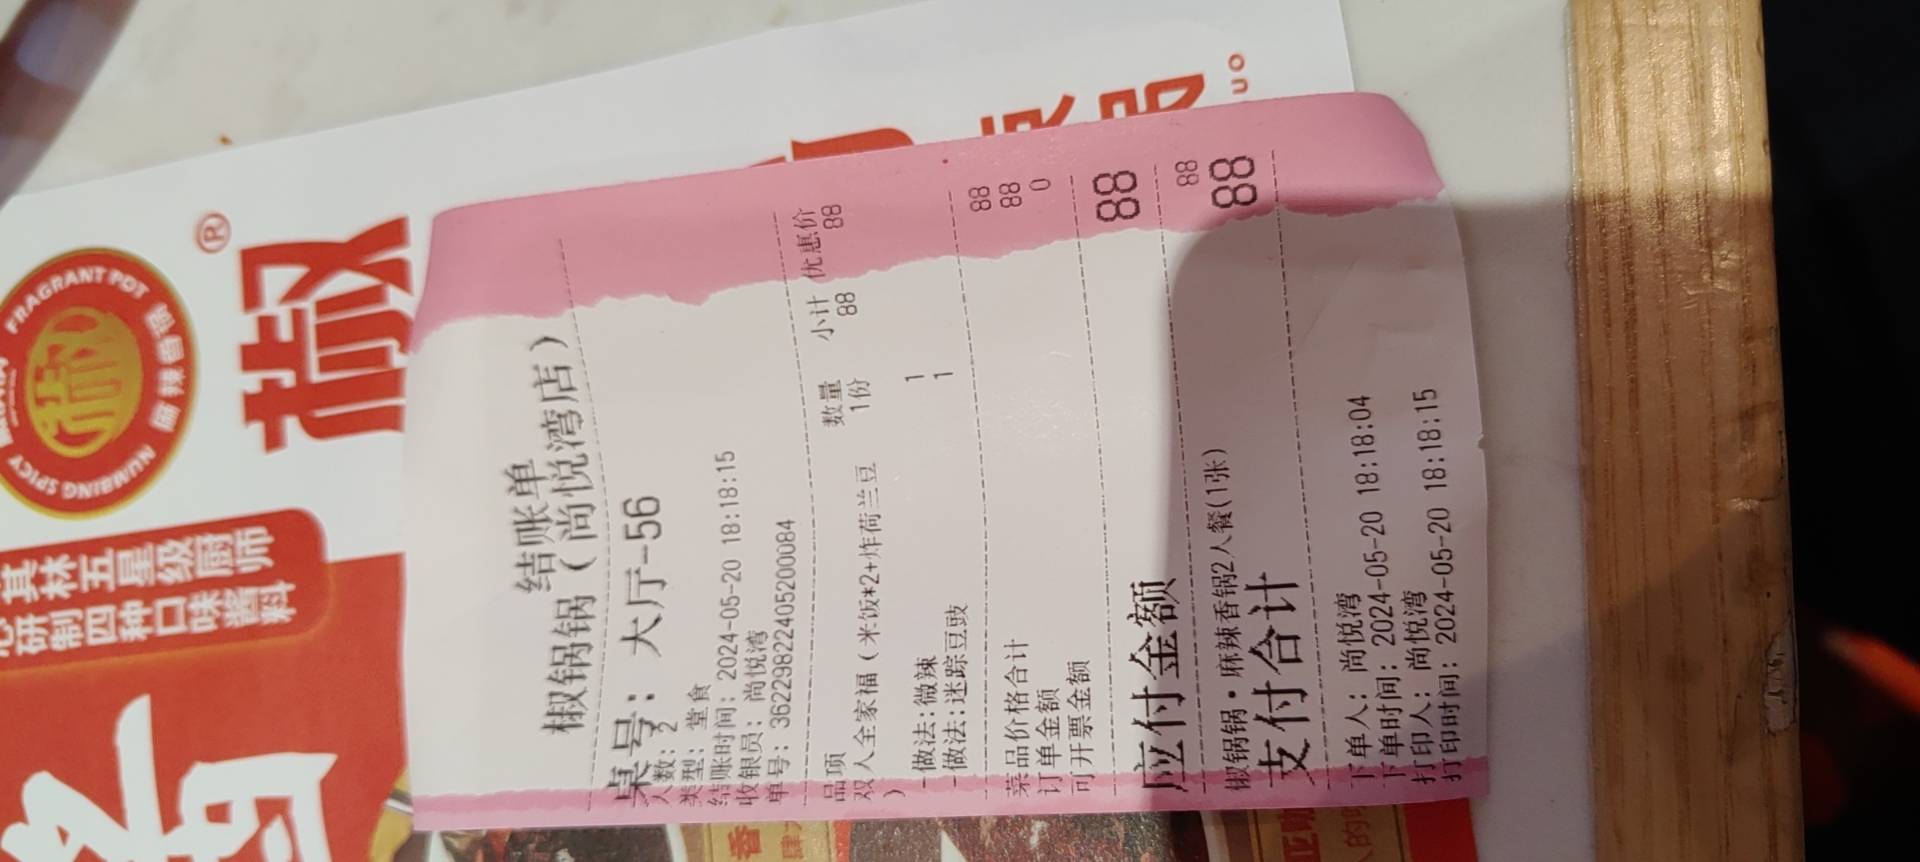 FRAGRANT POT
NUMBING SPICY
麻辣香锅
®
椒
其林五星级厨师
研制四种口味酱料
香
UO
结账单
椒锅锅（尚悦湾店）
桌号：大厅-56
人数：2
类型：堂食
结账时间：2024-05-20 18:18:15
收银员：尚悦湾
单号：3622982240520084
品项 数量 小计 优惠价
双人全家福（米饭*2+炸荷兰豆 1份 88 88
）
-做法:微辣 1
-做法:迷踪豆豉 1
菜品价格合计 88
订单金额 88
可开票金额 0
应付金额 88
椒锅锅·麻辣香锅2人餐(1张) 88
支付合计 88
下单人：尚悦湾
下单时间：2024-05-20 18:18:04
打印人：尚悦湾
打印时间：2024-05-20 18:18:15
香